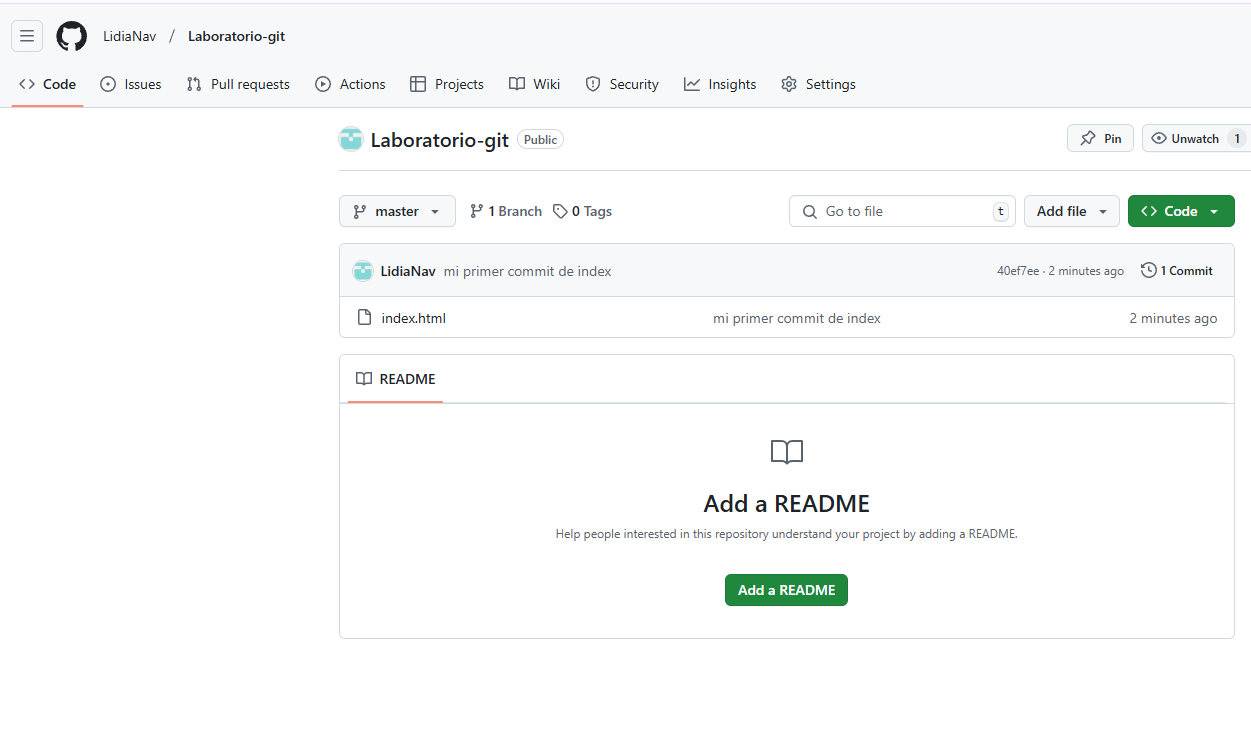 LidiaNav / Laboratorio-git
Code Issues Pull requests Actions Projects Wiki Security Insights Settings
Laboratorio-git Public Pin Unwatch 1
master 1 Branch 0 Tags Go to file t Add file Code
LidiaNav mi primer commit de index 40ef7ee · 2 minutes ago 1 Commit
index.html mi primer commit de index 2 minutes ago
README
Add a README
Help people interested in this repository understand your project by adding a README.
Add a README